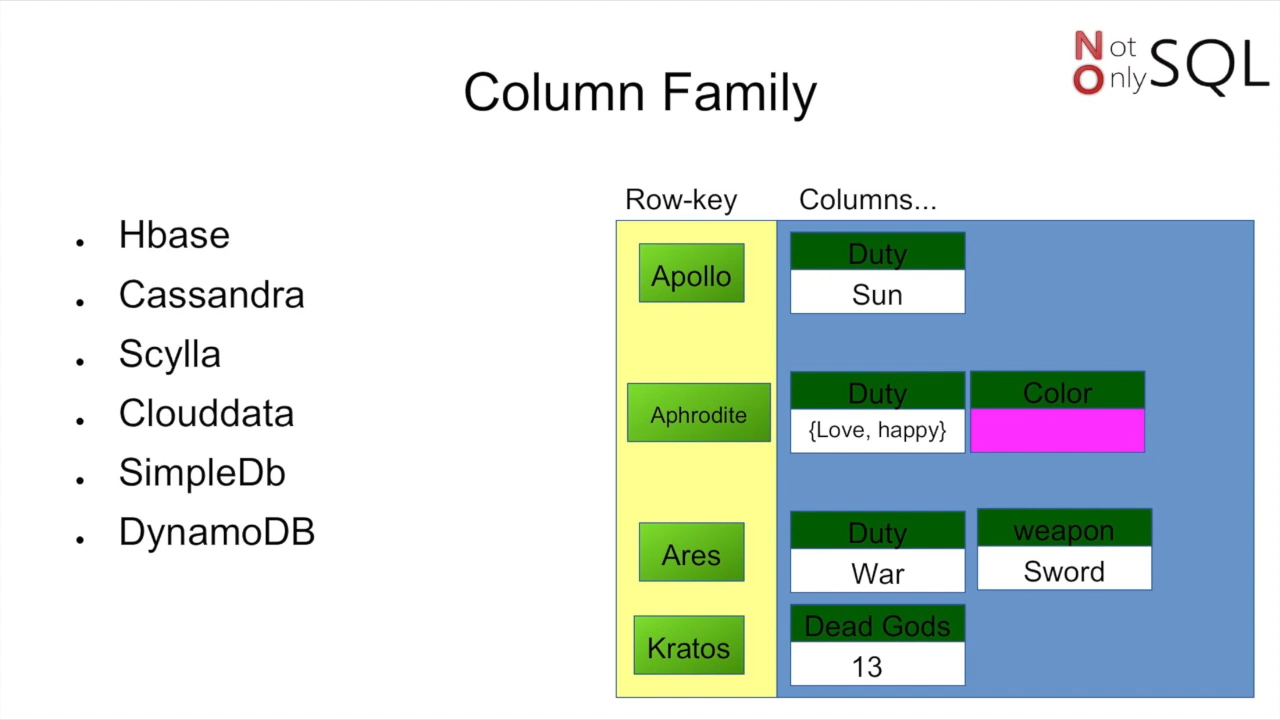 Not
Only SQL
Column Family
Hbase
Cassandra
Scylla
Clouddata
SimpleDb
DynamoDB
Row-key Columns...
Apollo
Duty
Sun
Aphrodite
Duty
{Love, happy}
Color
Ares
Duty
War
weapon
Sword
Kratos
Dead Gods
13